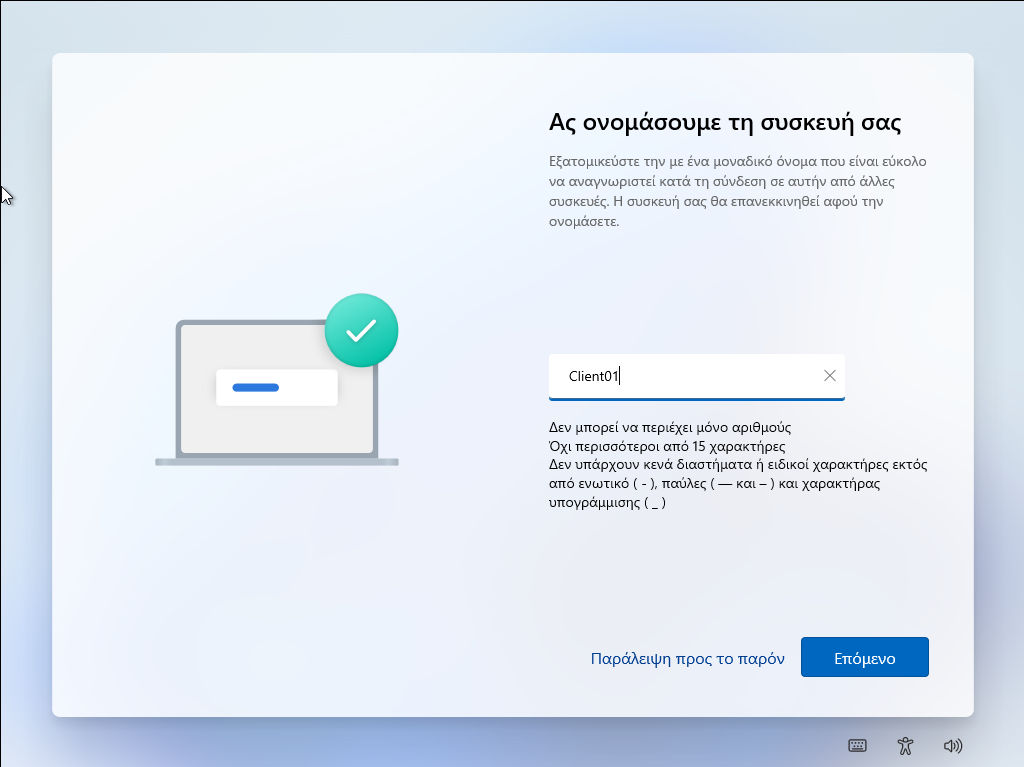 Ας ονομάσουμε τη συσκευή σας
Εξατομικεύστε την με ένα μοναδικό όνομα που είναι εύκολο
να αναγνωριστεί κατά τη σύνδεση σε αυτήν από άλλες
συσκευές. Η συσκευή σας θα επανεκκινηθεί αφού την
ονομάσετε.
Client01
Δεν μπορεί να περιέχει μόνο αριθμούς
Όχι περισσότεροι από 15 χαρακτήρες
Δεν υπάρχουν κενά διαστήματα ή ειδικοί χαρακτήρες εκτός
από ενωτικό ( - ), παύλες ( — και – ) και χαρακτήρας
υπογράμμισης ( _ )
Παράλειψη προς το παρόν
Επόμενο